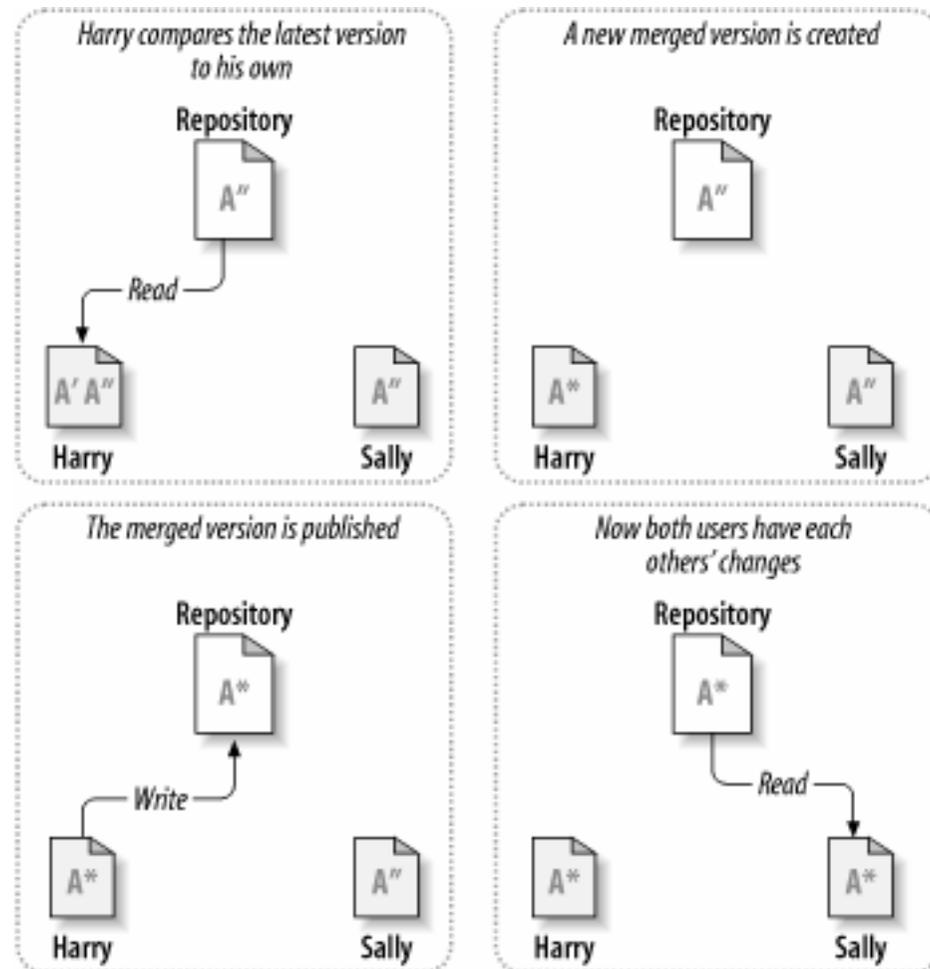 Harry compares the latest version
to his own
Repository
A″
Read
A′ A″
A″
Harry
Sally
A new merged version is created
Repository
A″
A*
A″
Harry
Sally
The merged version is published
Repository
A*
Write
A*
A″
Harry
Sally
Now both users have each
others’ changes
Repository
A*
Read
A*
A*
Harry
Sally